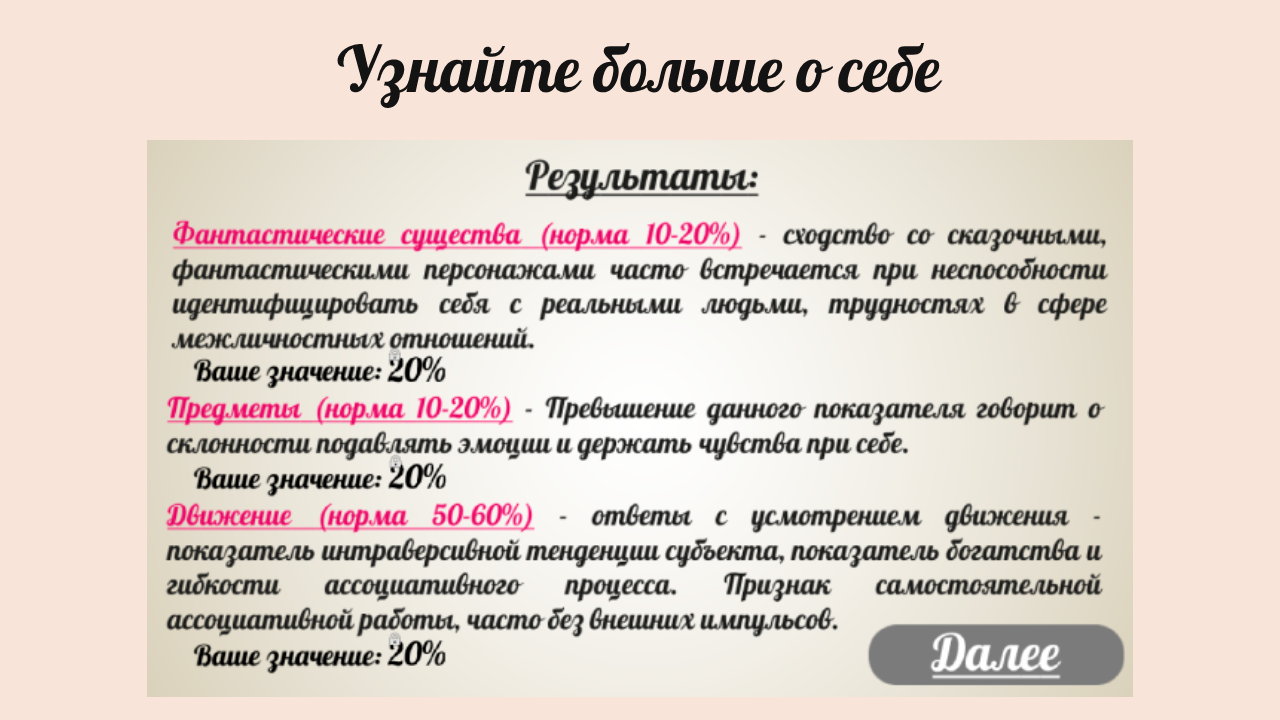 Узнайте больше о себе
Результаты:
Фантастические существа (норма 10-20%) - сходство со сказочными,
фантастическими персонажами часто встречается при неспособности
идентифицировать себя с реальными людьми, трудностях в сфере
межличностных отношений.
Ваше значение: 20%
Предметы (норма 10-20%) - Превышение данного показателя говорит о
склонности подавлять эмоции и держать чувства при себе.
Ваше значение: 20%
Движение (норма 50-60%) - ответы с усмотрением движения -
показатель интраверсивной тенденции субъекта, показатель богатства и
гибкости ассоциативного процесса. Признак самостоятельной
ассоциативной работы, часто без внешних импульсов.
Ваше значение: 20%
Далее